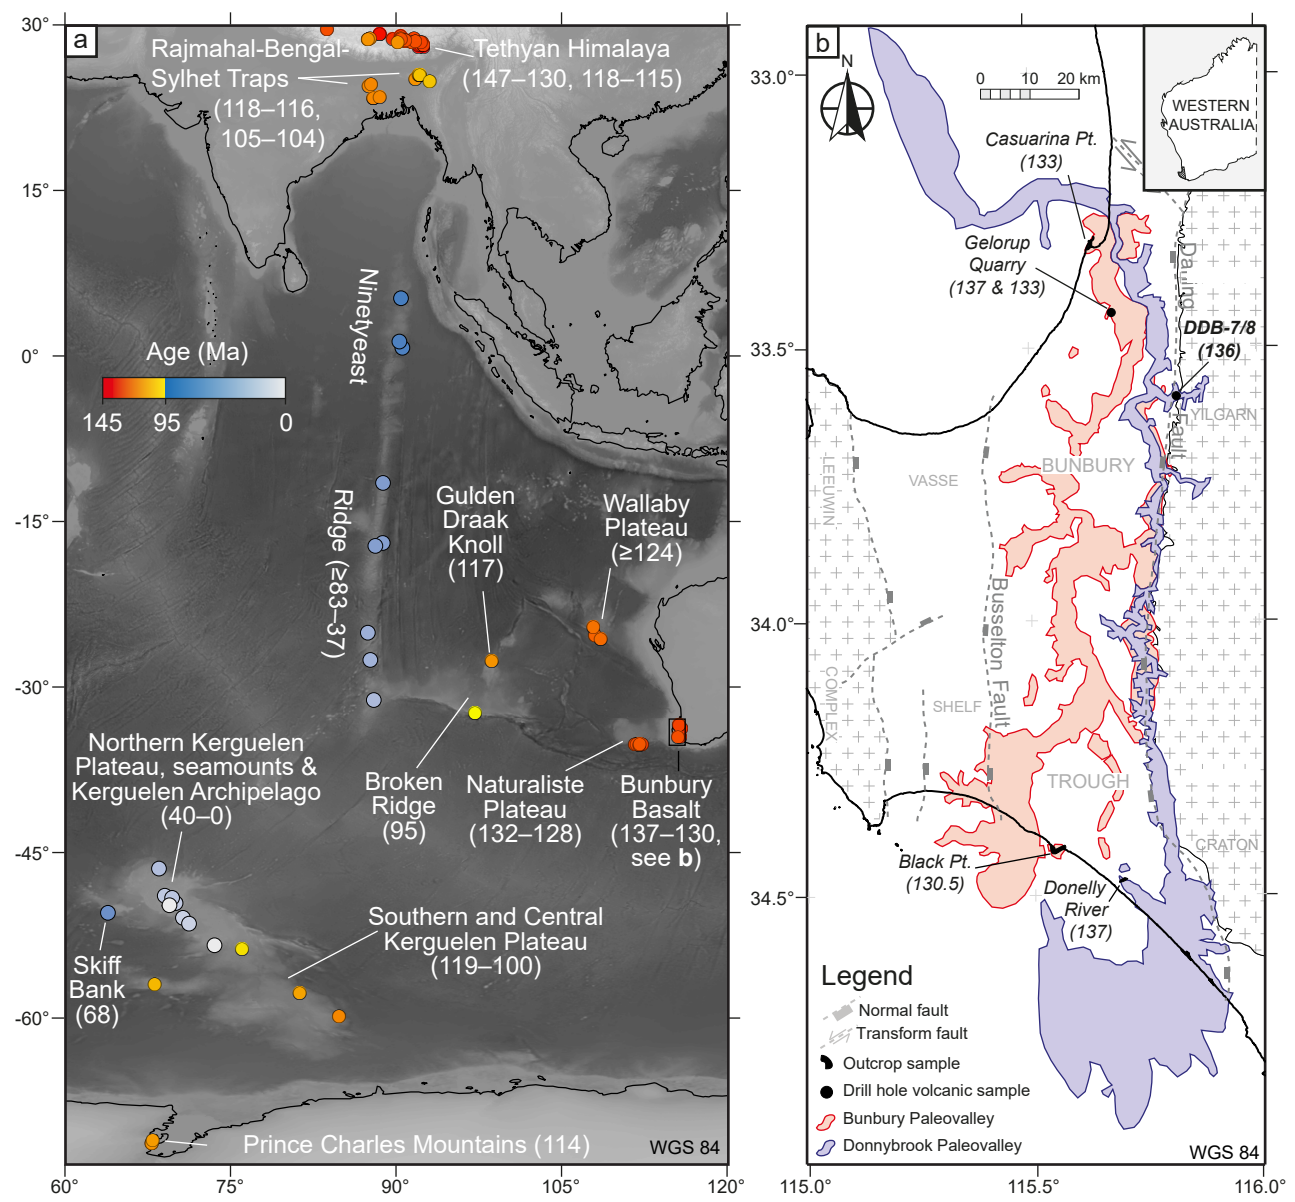 a
30°
15°
0°
-15°
-30°
-45°
-60°
60°
75°
90°
105°
120°
Rajmahal-Bengal-
Sylhet Traps
(118–116,
105–104)
Tethyan Himalaya
(147–130, 118–115)
Age (Ma)
145
95
0
Ninetyeast
Ridge (≥83–37)
Gulden
Draak
Knoll
(117)
Wallaby
Plateau
(≥124)
Northern Kerguelen
Plateau, seamounts &
Kerguelen Archipelago
(40–0)
Broken
Ridge
(95)
Naturaliste
Plateau
(132–128)
Bunbury
Basalt
(137–130,
see b)
Skiff
Bank
(68)
Southern and Central
Kerguelen Plateau
(119–100)
Prince Charles Mountains (114)
WGS 84
b
33.0°
33.5°
34.0°
34.5°
115.0°
115.5°
116.0°
N
0 10 20 km
WESTERN
AUSTRALIA
Casuarina Pt.
(133)
Gelorup
Quarry
(137 & 133)
Darling
Fault
DDB-7/8
(136)
YILGARN
CRATON
LEEUWIN
COMPLEX
VASSE
SHELF
Busselton Fault
BUNBURY
TROUGH
Black Pt.
(130.5)
Donelly
River
(137)
Legend
Normal fault
Transform fault
Outcrop sample
Drill hole volcanic sample
Bunbury Paleovalley
Donnybrook Paleovalley
WGS 84